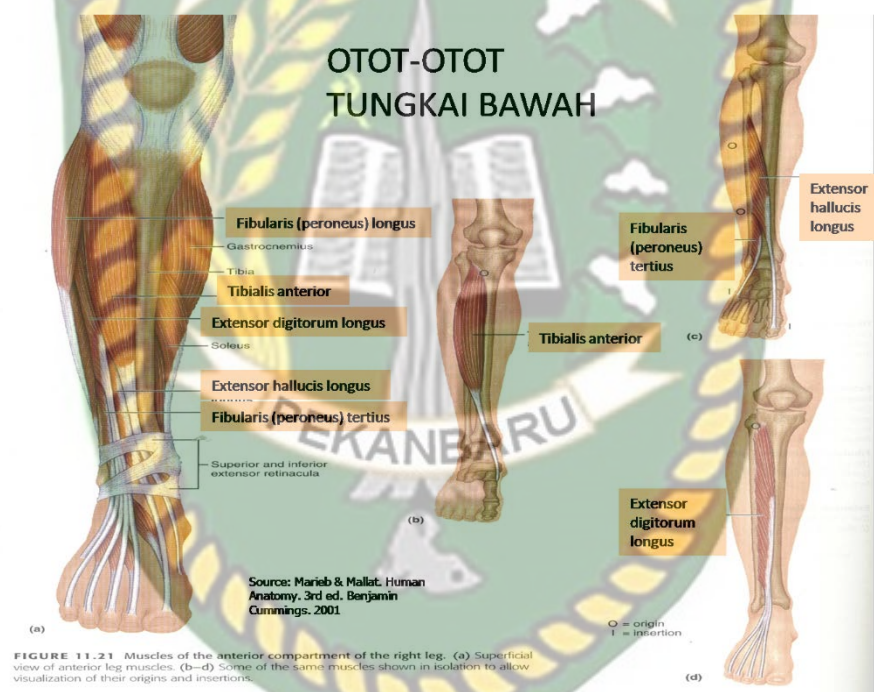 OTOT-OTOT
TUNGKAI BAWAH
Fibularis (peroneus) longus
Gastrocnemius
Tibia
Tibialis anterior
Extensor digitorum longus
Soleus
Extensor hallucis longus
Fibularis (peroneus) tertius
Superior and inferior
extensor retinacula
(a)
Tibialis anterior
(b)
Extensor
hallucis
longus
Fibularis
(peroneus)
tertius
O
O
I
I
(c)
Extensor
digitorum
longus
O = origin
I = insertion
(d)
PEKANBARU
Source: Marieb & Mallat. Human
Anatomy. 3rd ed. Benjamin
Cummings. 2001
FIGURE 11.21 Muscles of the anterior compartment of the right leg. (a) Superficial
view of anterior leg muscles. (b–d) Some of the same muscles shown in isolation to allow
visualization of their origins and insertions.